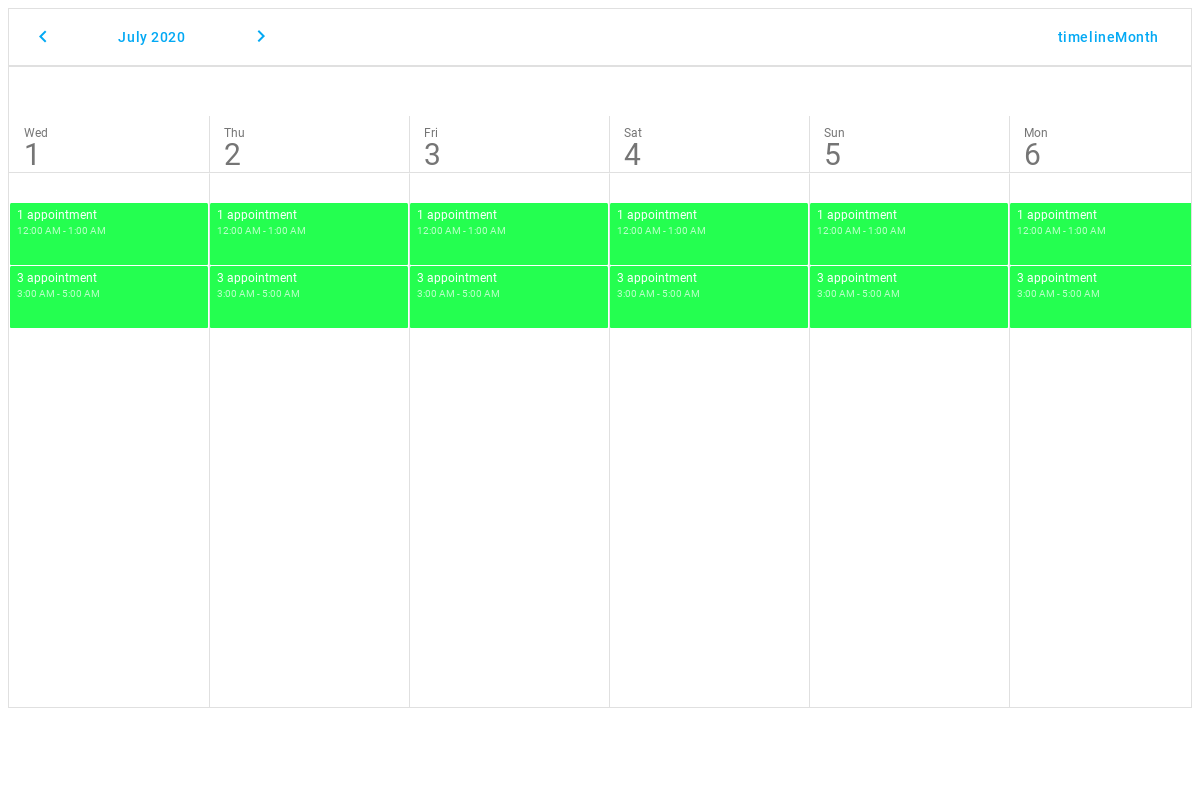 July 2020
timelineMonth
Wed Thu Fri Sat Sun Mon
1 2 3 4 5 6
1 appointment 1 appointment 1 appointment 1 appointment 1 appointment 1 appointment
12:00 AM - 1:00 AM 12:00 AM - 1:00 AM 12:00 AM - 1:00 AM 12:00 AM - 1:00 AM 12:00 AM - 1:00 AM 12:00 AM - 1:00 AM
3 appointment 3 appointment 3 appointment 3 appointment 3 appointment 3 appointment
3:00 AM - 5:00 AM 3:00 AM - 5:00 AM 3:00 AM - 5:00 AM 3:00 AM - 5:00 AM 3:00 AM - 5:00 AM 3:00 AM - 5:00 AM